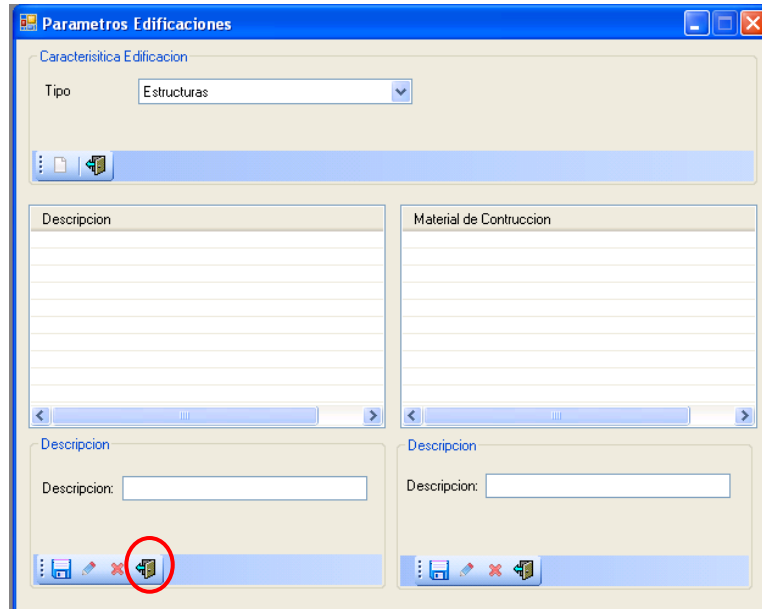 Parametros Edificaciones
Caracterisitica Edificacion
Tipo
Estructuras
Descripcion
Material de Contruccion
Descripcion
Descripcion:
Descripcion
Descripcion: